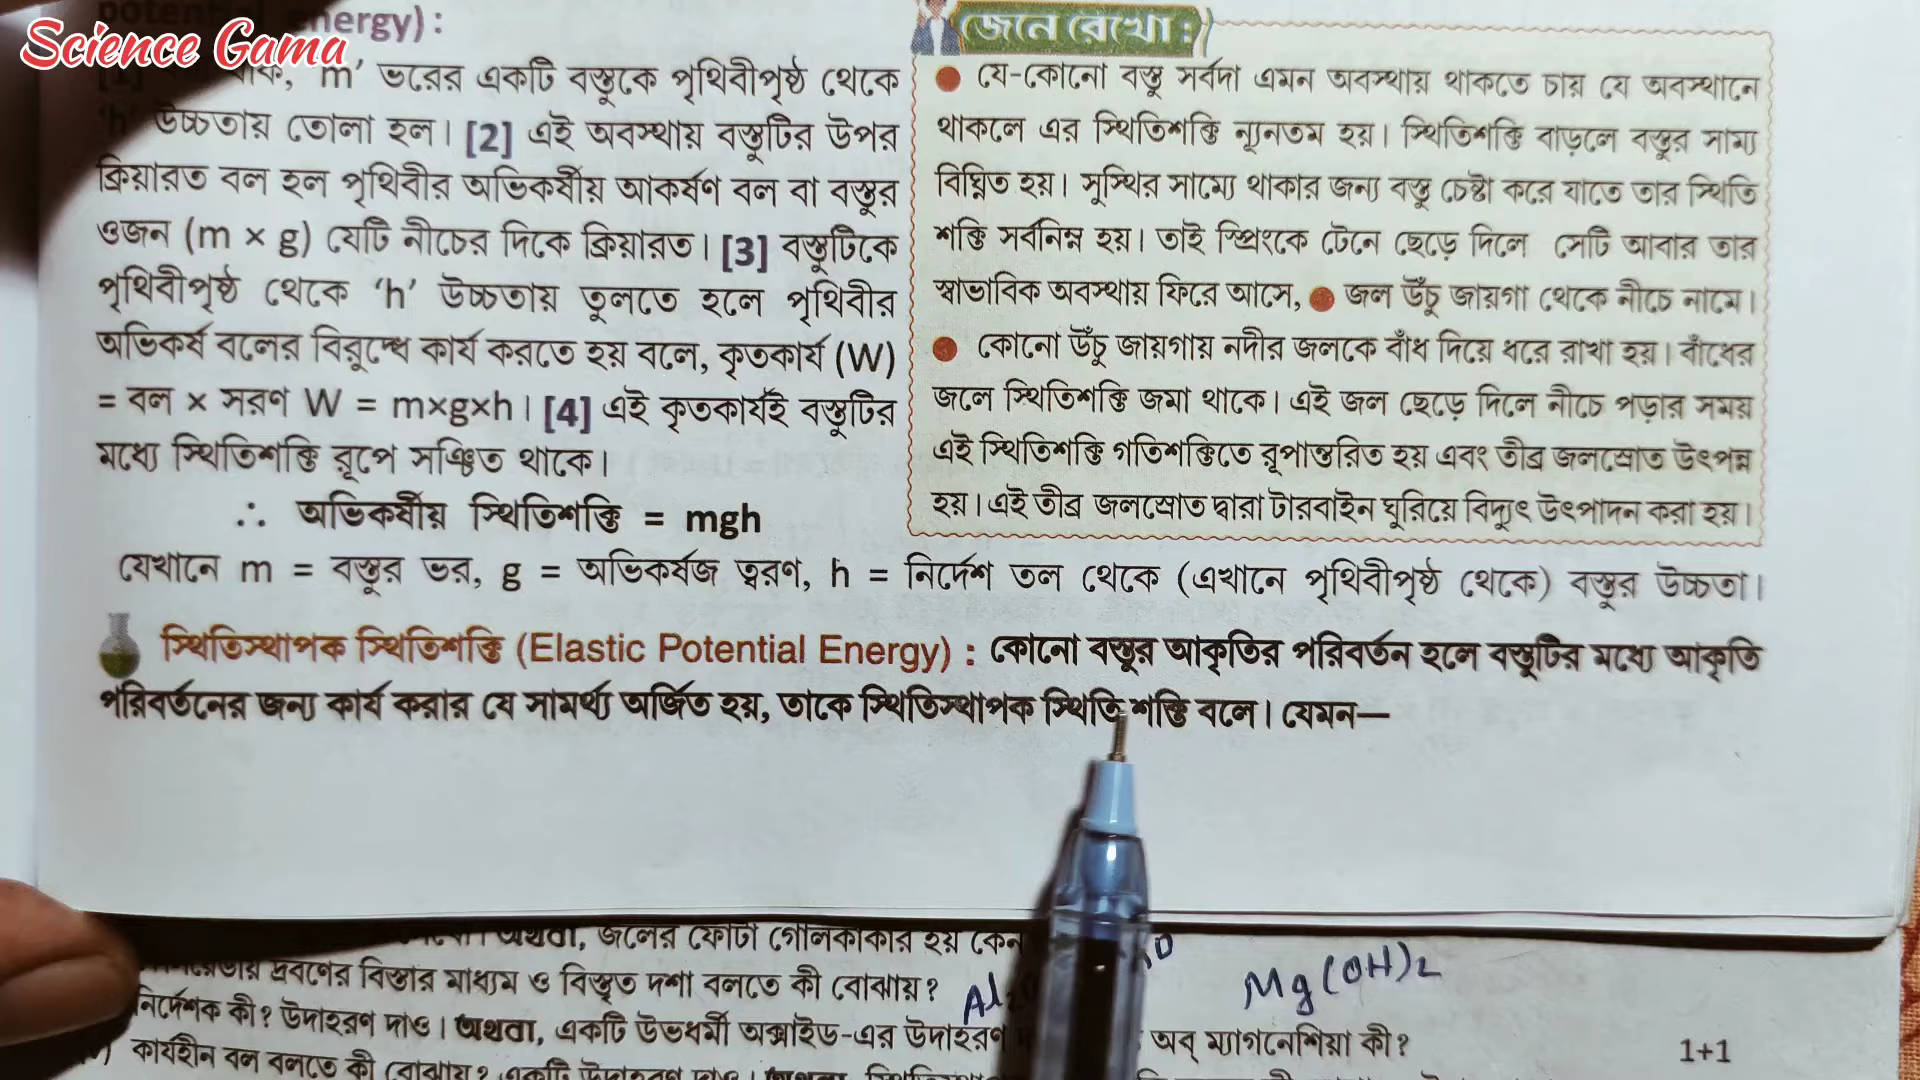 Science Gama
potential energy) :
m’ ভরের একটি বস্তুকে পৃথিবীপৃষ্ঠ থেকে
‘h’ উচ্চতায় তোলা হল। [2] এই অবস্থায় বস্তুটির উপর
ক্রিয়ারত বল হল পৃথিবীর অভিকর্ষীয় আকর্ষণ বল বা বস্তুর
ওজন (m × g) যেটি নীচের দিকে ক্রিয়ারত। [3] বস্তুটিকে
পৃথিবীপৃষ্ঠ থেকে ‘h’ উচ্চতায় তুলতে হলে পৃথিবীর
অভিকর্ষ বলের বিরুদ্ধে কার্য করতে হয় বলে, কৃতকার্য (W)
= বল × সরণ W = m×g×h। [4] এই কৃতকার্যই বস্তুটির
মধ্যে স্থিতিশক্তি রূপে সঞ্চিত থাকে।
∴ অভিকর্ষীয় স্থিতিশক্তি = mgh
জেনে রেখো :
● যে-কোনো বস্তু সর্বদা এমন অবস্থায় থাকতে চায় যে অবস্থানে
থাকলে এর স্থিতিশক্তি ন্যূনতম হয়। স্থিতিশক্তি বাড়লে বস্তুর সাম্য
বিঘ্নিত হয়। সুস্থির সাম্যে থাকার জন্য বস্তু চেষ্টা করে যাতে তার স্থিতি
শক্তি সর্বনিম্ন হয়। তাই স্প্রিংকে টেনে ছেড়ে দিলে সেটি আবার তার
স্বাভাবিক অবস্থায় ফিরে আসে, ● জল উঁচু জায়গা থেকে নীচে নামে।
● কোনো উঁচু জায়গায় নদীর জলকে বাঁধ দিয়ে ধরে রাখা হয়। বাঁধের
জলে স্থিতিশক্তি জমা থাকে। এই জল ছেড়ে দিলে নীচে পড়ার সময়
এই স্থিতিশক্তি গতিশক্তিতে রূপান্তরিত হয় এবং তীব্র জলস্রোত উৎপন্ন
হয়। এই তীব্র জলস্রোত দ্বারা টারবাইন ঘুরিয়ে বিদ্যুৎ উৎপাদন করা হয়।
যেখানে m = বস্তুর ভর, g = অভিকর্ষজ ত্বরণ, h = নির্দেশ তল থেকে (এখানে পৃথিবীপৃষ্ঠ থেকে) বস্তুর উচ্চতা।
স্থিতিস্থাপক স্থিতিশক্তি (Elastic Potential Energy) : কোনো বস্তুর আকৃতির পরিবর্তন হলে বস্তুটির মধ্যে আকৃতি
পরিবর্তনের জন্য কার্য করার যে সামর্থ্য অর্জিত হয়, তাকে স্থিতিস্থাপক স্থিতি শক্তি বলে। যেমন—
অথবা, জলের ফোঁটা গোলকাকার হয় কেন
দ্রবণের বিস্তার মাধ্যম ও বিস্তৃত দশা বলতে কী বোঝায়?
Mg(OH)2
নির্দেশক কী? উদাহরণ দাও। অথবা, একটি উভধর্মী অক্সাইড-এর উদাহরণ অব্ ম্যাগনেশিয়া কী?
1+1
কার্যহীন বল বলতে কী বোঝায়? একটি উদাহরণ দাও।